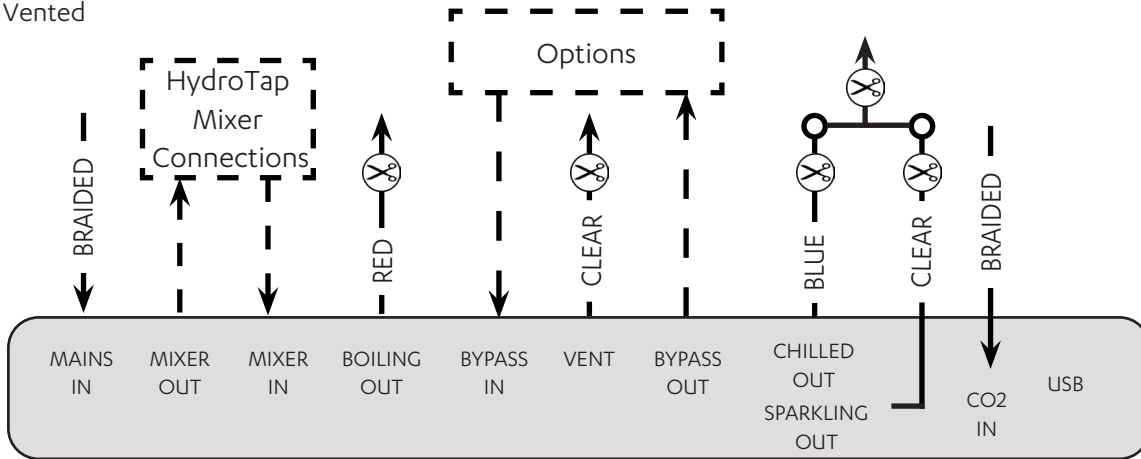 Vented
HydroTap
Mixer
Connections
Options
BRAIDED
RED
CLEAR
BLUE
CLEAR
BRAIDED
MAINS
IN
MIXER
OUT
MIXER
IN
BOILING
OUT
BYPASS
IN
VENT
BYPASS
OUT
CHILLED
OUT
SPARKLING
OUT
CO2
IN
USB